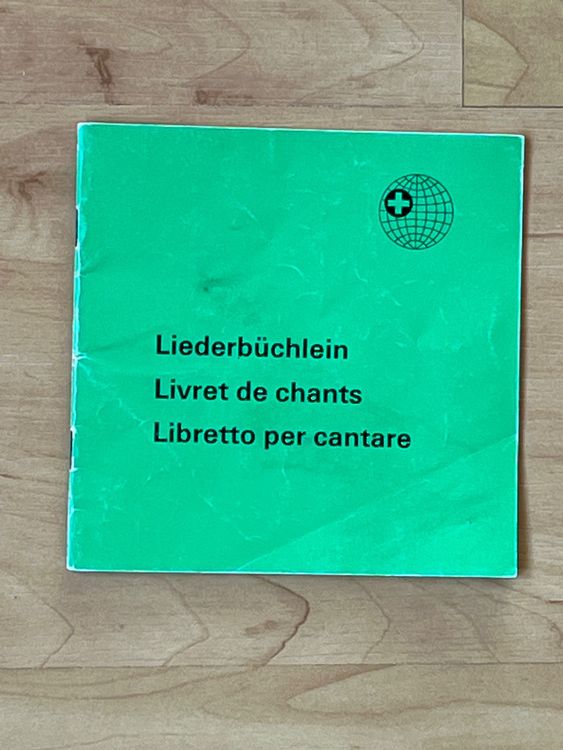 Liederbüchlein
Livret de chants
Libretto per cantare